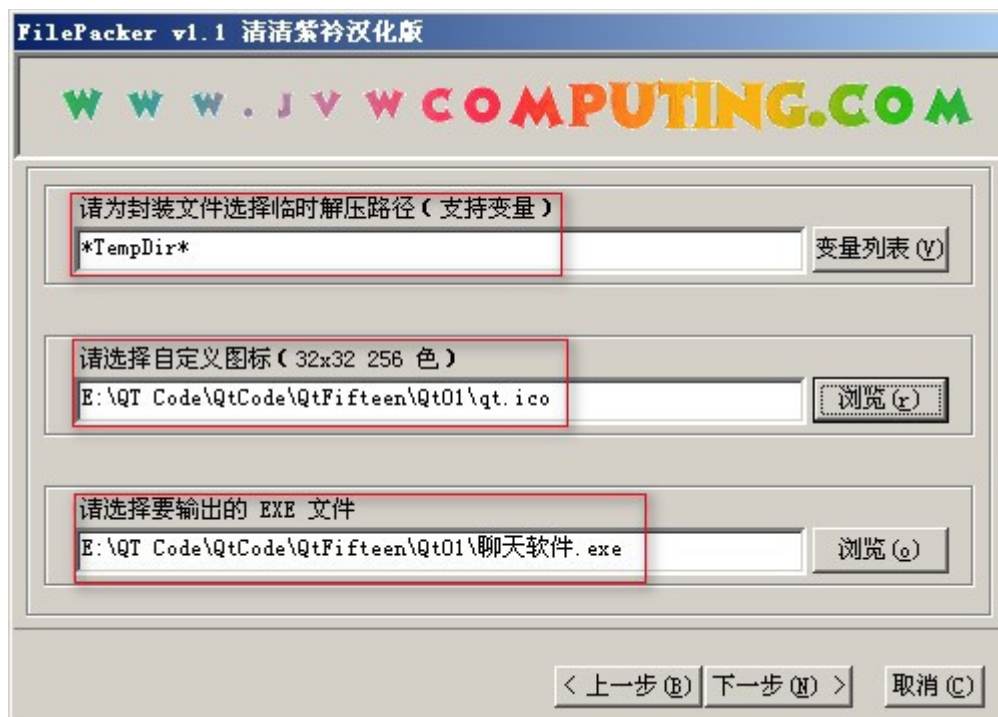 FilePacker v1.1 清清紫衿汉化版
WWW.JVWCOMPUTING.COM
请为封装文件选择临时解压路径(支持变量)
*TempDir*
变量列表(V)
请选择自定义图标(32x32 256 色)
E:\QT Code\QtCode\QtFifteen\Qt01\qt.ico
浏览(r)
请选择要输出的 EXE 文件
E:\QT Code\QtCode\QtFifteen\Qt01\聊天软件.exe
浏览(o)
< 上一步(B) 下一步(N) > 取消(C)